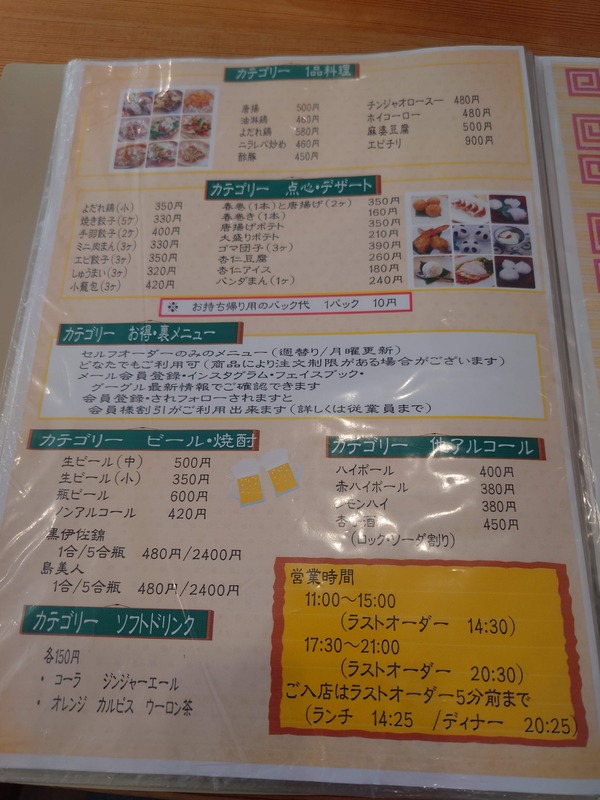 カテゴリー 1品料理
唐揚 500円
油淋鶏 460円
よだれ鶏 580円
ニラレバ炒め 460円
酢豚 450円
チンジャオロースー 480円
ホイコーロー 480円
麻婆豆腐 500円
エビチリ 900円
カテゴリー 点心・デザート
よだれ鶏(小) 350円
焼き餃子(5ケ) 330円
手羽餃子(2ケ) 400円
ミニ肉まん(3ヶ) 330円
エビ餃子(3ヶ) 350円
しゅうまい(3ヶ) 320円
小籠包(3ヶ) 420円
春巻(1本)と唐揚げ(2ヶ) 350円
春巻き(1本) 160円
唐揚げポテト 350円
大盛りポテト 210円
ゴマ団子(3ヶ) 390円
杏仁豆腐 260円
杏仁アイス 180円
パンダまん(1ヶ) 240円
お持ち帰り用のパック代 1パック 10円
カテゴリー お得・裏メニュー
セルフオーダーのみのメニュー(週替り/月曜更新)
どなたでもご利用可(商品により注文制限がある場合がございます)
メール会員登録・インスタグラム・フェイスブック・
グーグル最新情報でご確認できます
会員登録・されフォローされますと
会員様割引がご利用出来ます(詳しくは従業員まで)
カテゴリー ビール・焼酎
生ビール(中) 500円
生ビール(小) 350円
瓶ビール 600円
ノンアルコール 420円
黒伊佐錦
1合/5合瓶 480円/2400円
島美人
1合/5合瓶 480円/2400円
カテゴリー 他アルコール
ハイボール 400円
赤ハイボール 380円
レモンハイ 380円
杏子酒 450円
(ロック・ソーダ割り)
カテゴリー ソフトドリンク
各150円
・ コーラ ジンジャーエール
・ オレンジ カルピス ウーロン茶
営業時間
11:00～15:00
(ラストオーダー 14:30)
17:30～21:00
(ラストオーダー 20:30)
ご入店はラストオーダー5分前まで
(ランチ 14:25 /ディナー 20:25)